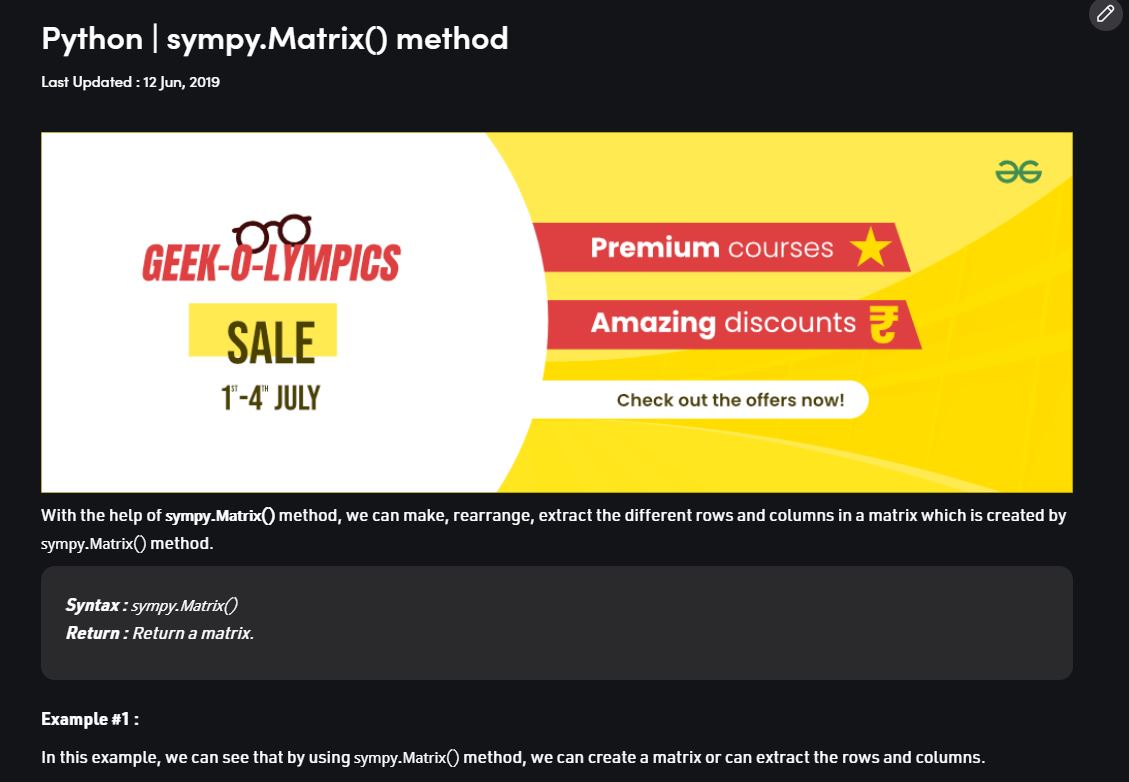 Python | sympy.Matrix() method
Last Updated : 12 Jun, 2019
GEEK-O-LYMPICS
SALE
1ST-4TH JULY
Premium courses
Amazing discounts ₹
Check out the offers now!
With the help of sympy.Matrix() method, we can make, rearrange, extract the different rows and columns in a matrix which is created by
sympy.Matrix() method.
Syntax : sympy.Matrix()
Return : Return a matrix.
Example #1 :
In this example, we can see that by using sympy.Matrix() method, we can create a matrix or can extract the rows and columns.